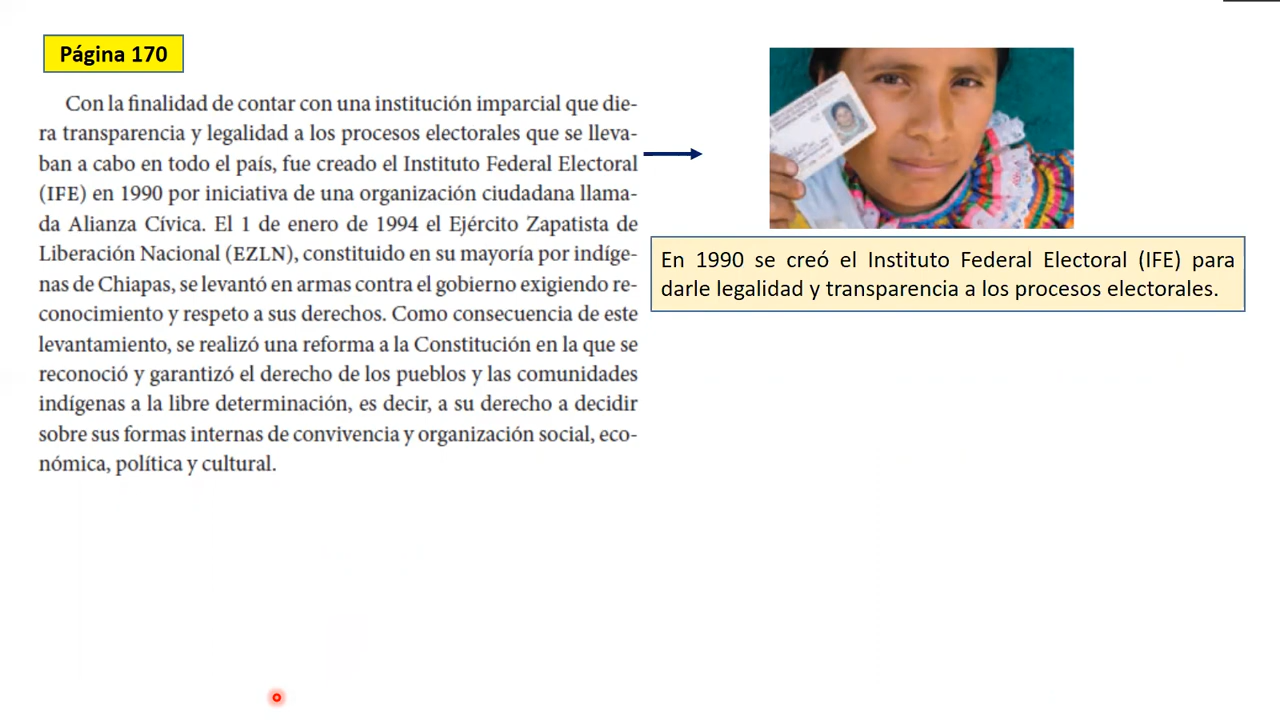 Página 170
Con la finalidad de contar con una institución imparcial que die-
ra transparencia y legalidad a los procesos electorales que se lleva-
ban a cabo en todo el país, fue creado el Instituto Federal Electoral
(IFE) en 1990 por iniciativa de una organización ciudadana llama-
da Alianza Cívica. El 1 de enero de 1994 el Ejército Zapatista de
Liberación Nacional (EZLN), constituido en su mayoría por indíge-
nas de Chiapas, se levantó en armas contra el gobierno exigiendo re-
conocimiento y respeto a sus derechos. Como consecuencia de este
levantamiento, se realizó una reforma a la Constitución en la que se
reconoció y garantizó el derecho de los pueblos y las comunidades
indígenas a la libre determinación, es decir, a su derecho a decidir
sobre sus formas internas de convivencia y organización social, eco-
nómica, política y cultural.
En 1990 se creó el Instituto Federal Electoral (IFE) para
darle legalidad y transparencia a los procesos electorales.